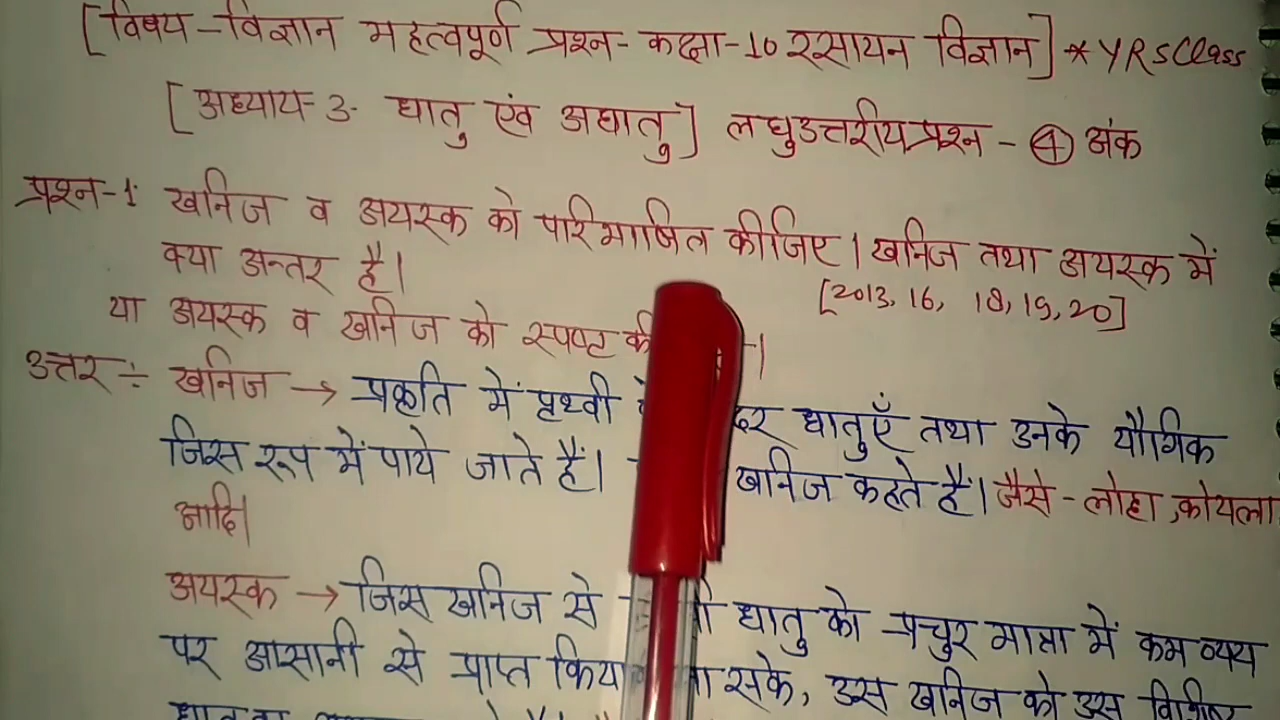 [विषय-विज्ञान महत्वपूर्ण प्रश्न- कक्षा-10 रसायन विज्ञान] * YRsClass
[अध्याय- 3- धातु एवं अधातु] लघुउत्तरीयप्रश्न - ④ अंक
प्रश्न-1: खनिज व अयस्क को परिभाषित कीजिए। खनिज तथा अयस्क में
क्या अन्तर है।
[2013, 16, 18, 19, 20]
या अयस्क व खनिज को स्पष्ट
उत्तर ÷ खनिज → प्रकृति में पृथ्वी धातुएँ तथा उनके यौगिक
जिस रूप में पाये जाते हैं। खनिज कहते हैं। जैसे - लोहा, कोयला
आदि।
अयस्क → जिस खनिज से धातु को प्रचुर मात्रा में कम व्यय
पर आसानी से प्राप्त सके, उस खनिज को उस